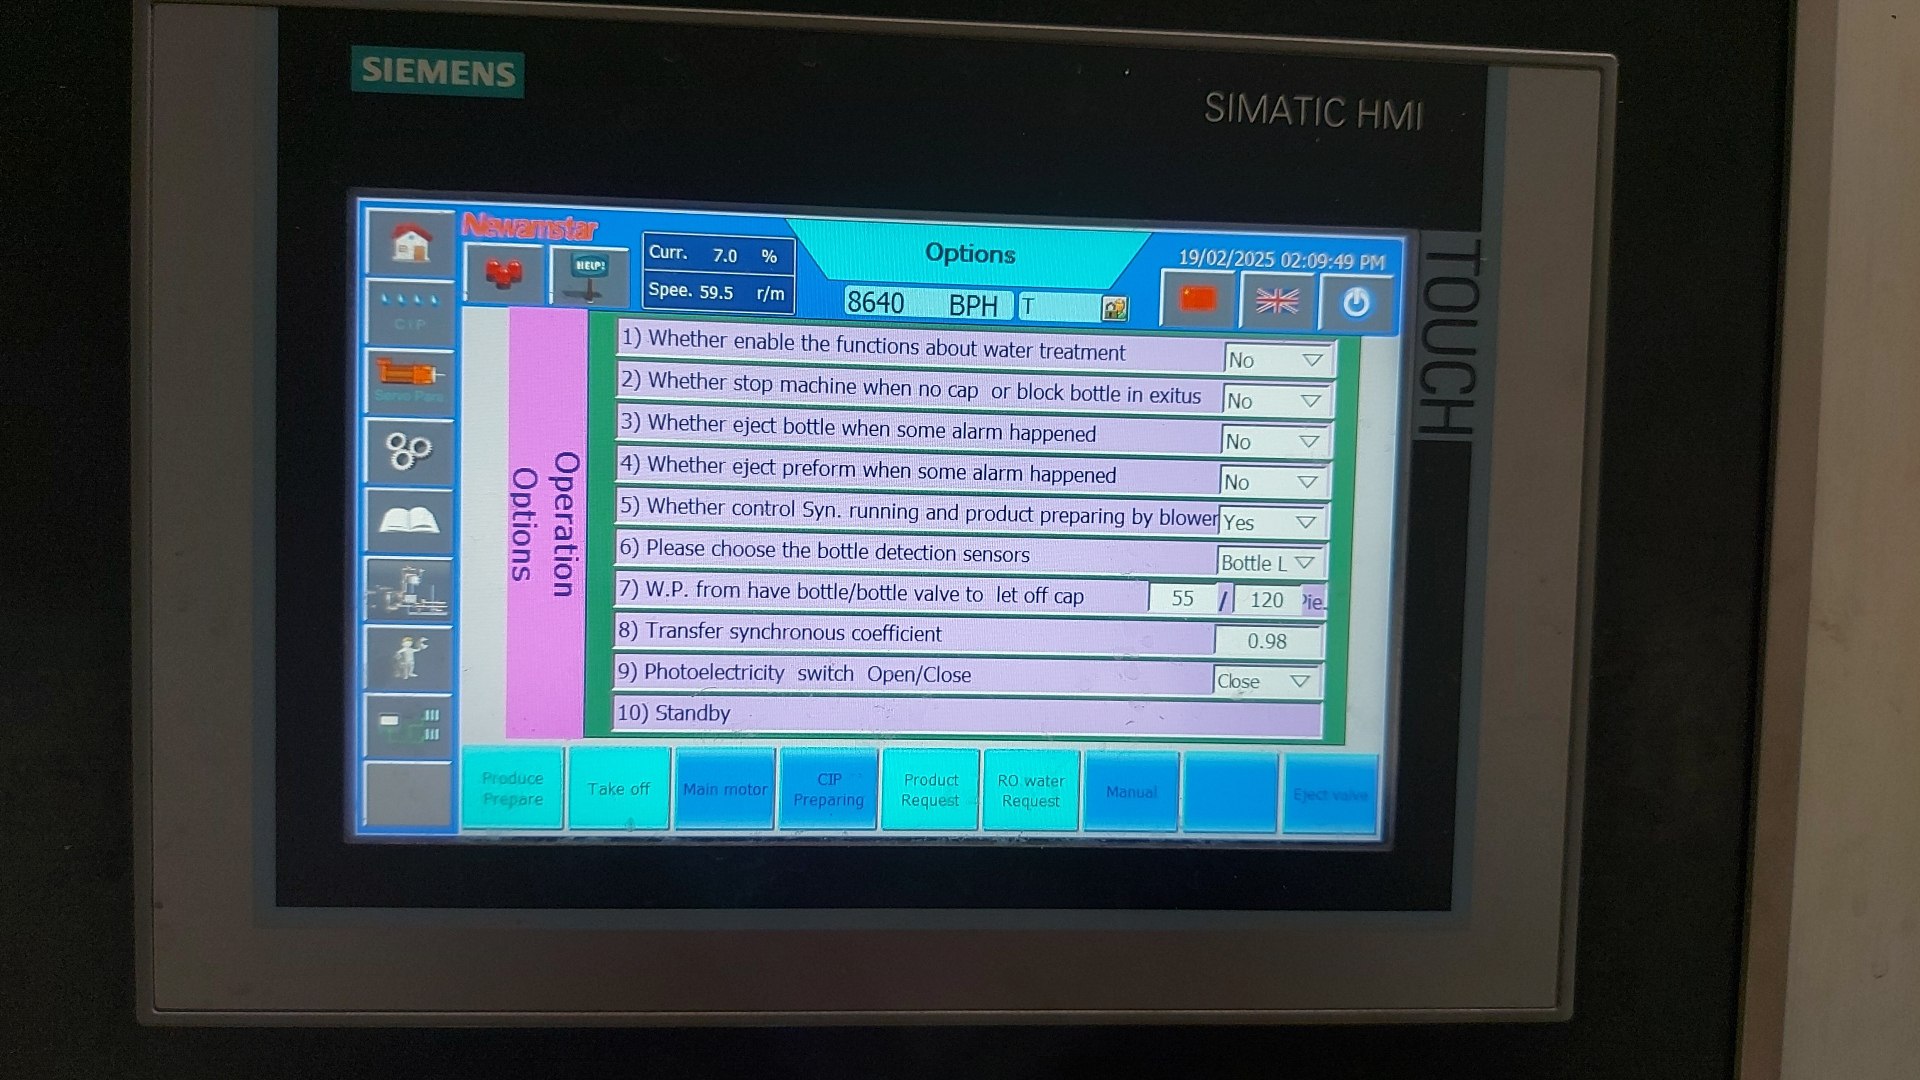 SIEMENS
SIMATIC HMI
TOUCH
Newamstar
HELP!
Curr. 7.0 %
Spee. 59.5 r/m
Options
8640 BPH T
19/02/2025 02:09:49 PM
CIP
Servo Para.
Operation
Options
1) Whether enable the functions about water treatment No
2) Whether stop machine when no cap or block bottle in exitus No
3) Whether eject bottle when some alarm happened No
4) Whether eject preform when some alarm happened No
5) Whether control Syn. running and product preparing by blower Yes
6) Please choose the bottle detection sensors Bottle L
7) W.P. from have bottle/bottle valve to let off cap 55 / 120 Pie.
8) Transfer synchronous coefficient 0.98
9) Photoelectricity switch Open/Close Close
10) Standby
Produce Prepare
Take off
Main motor
CIP Preparing
Product Request
RO water Request
Manual
Eject valve